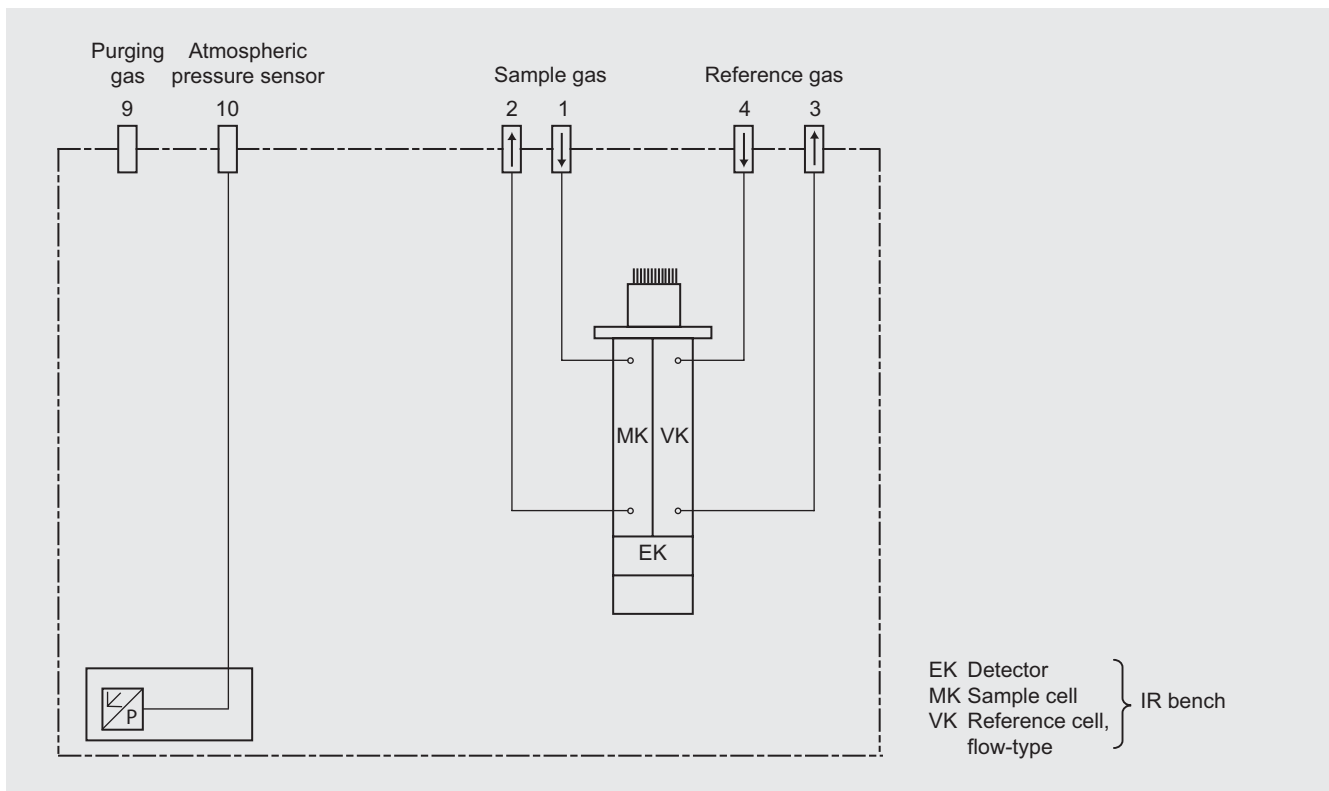 Purging
gas
Atmospheric
pressure sensor
Sample gas
Reference gas
9
10
2
1
4
3
MK
VK
EK
P
EK Detector
MK Sample cell
VK Reference cell,
flow-type
IR bench